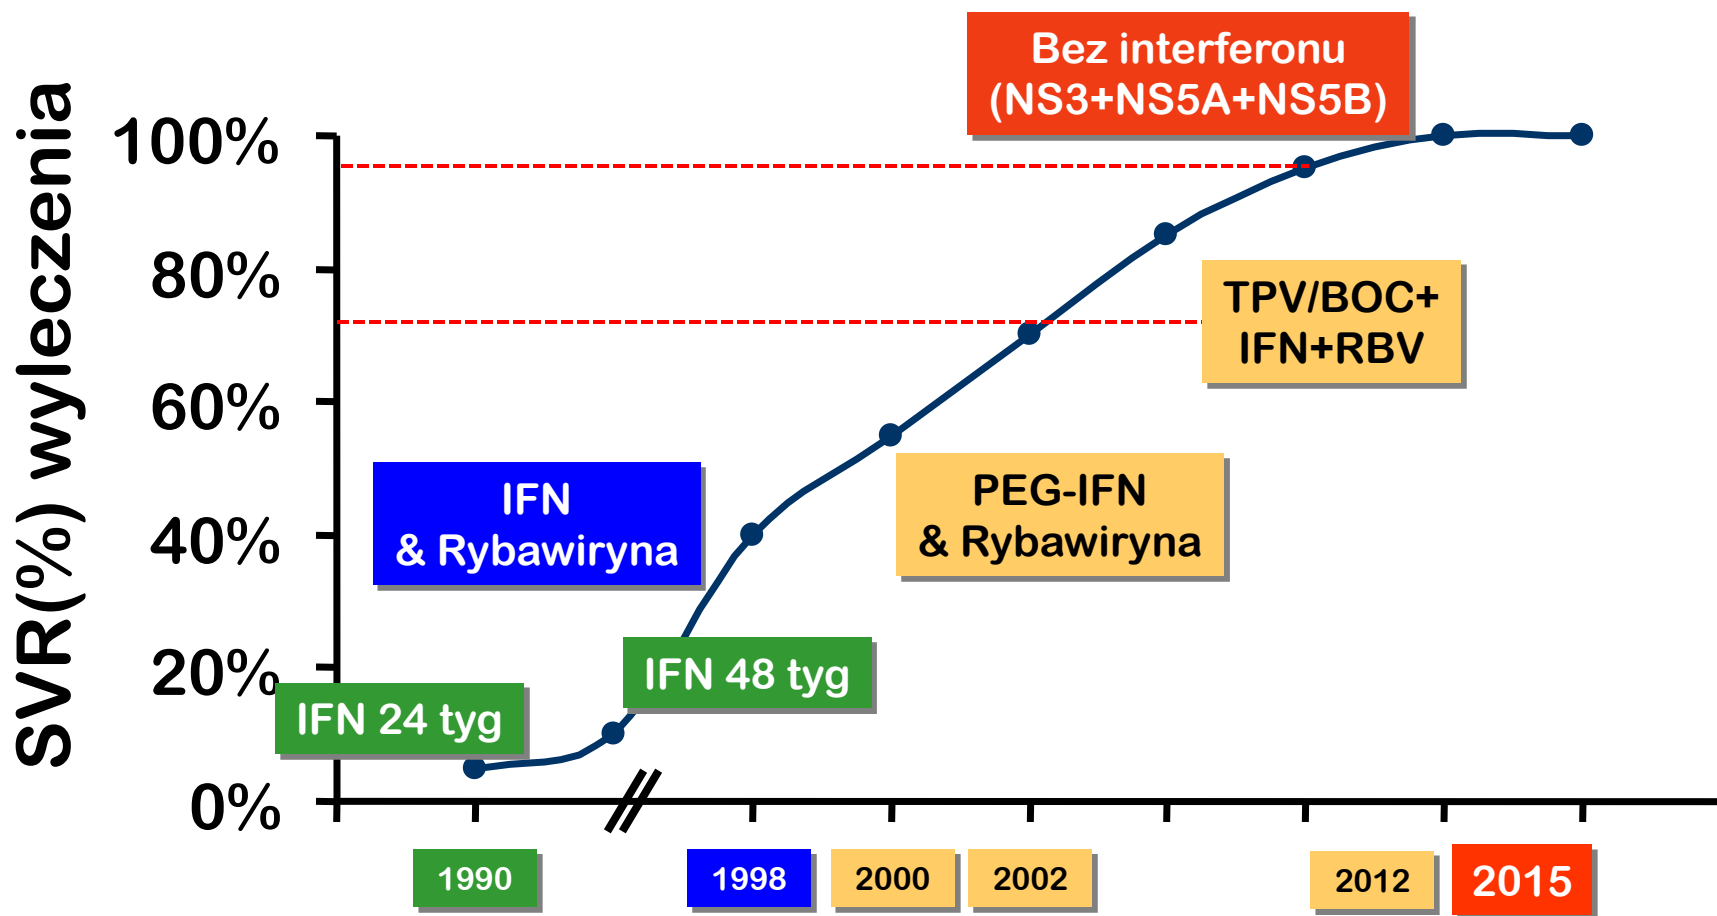 Bez interferonu
(NS3+NS5A+NS5B)
SVR(%) wyleczenia
100%
80%
60%
40%
20%
0%
TPV/BOC+
IFN+RBV
IFN
& Rybawiryna
PEG-IFN
& Rybawiryna
IFN 48 tyg
IFN 24 tyg
1990
1998
2000
2002
2012
2015